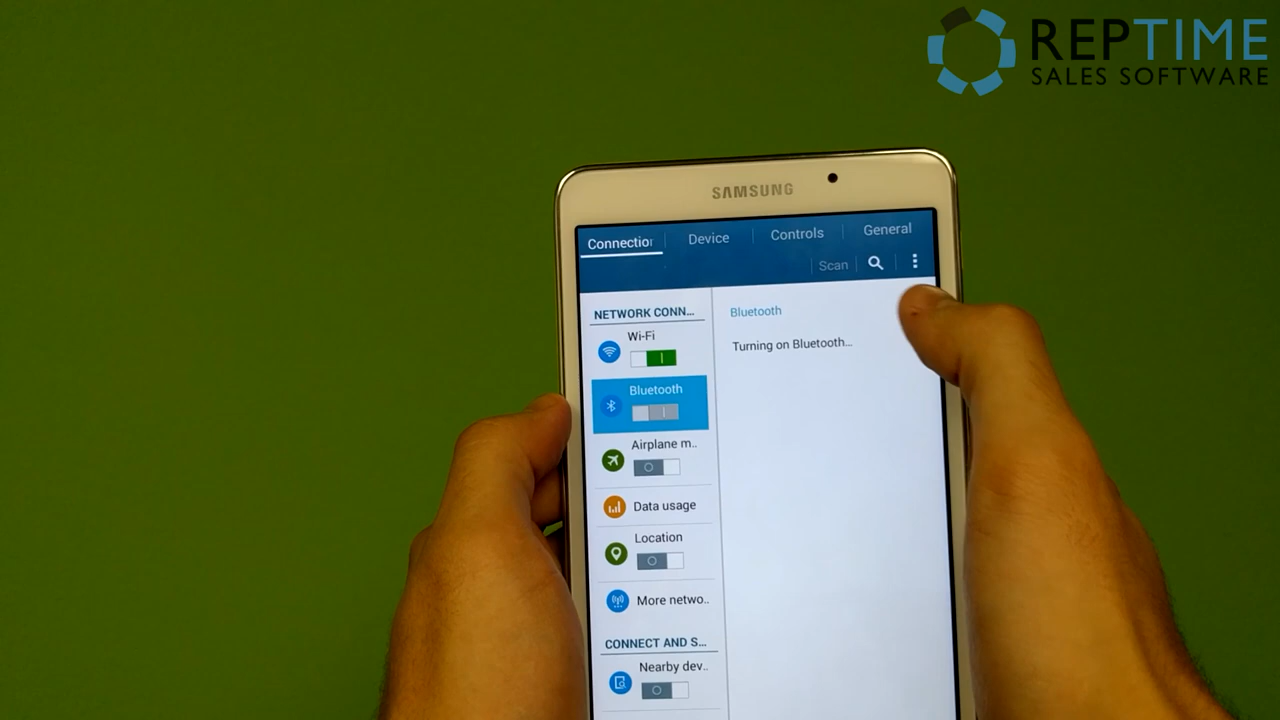 REPTIME
SALES SOFTWARE
SAMSUNG
Connectior
Device
Controls
General
Scan
NETWORK CONN...
Wi-Fi
Bluetooth
Airplane m..
Data usage
Location
More netwo..
CONNECT AND S...
Nearby dev..
Bluetooth
Turning on Bluetooth...